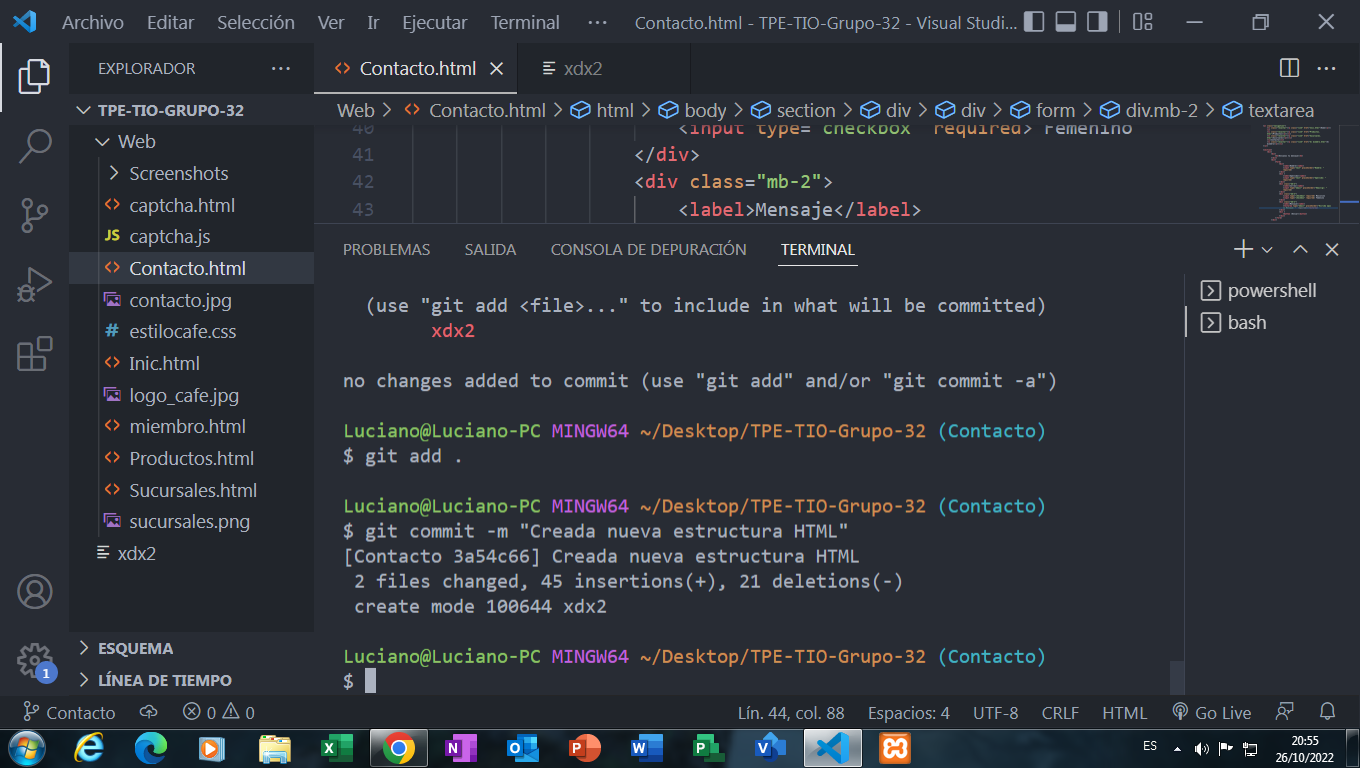 Archivo Editar Selección Ver Ir Ejecutar Terminal ··· Contacto.html - TPE-TIO-Grupo-32 - Visual Studi...
EXPLORADOR ···
Contacto.html xdx2 ···
TPE-TIO-GRUPO-32
Web
Screenshots
captcha.html
JS captcha.js
Contacto.html
contacto.jpg
# estilocafe.css
Inic.html
logo_cafe.jpg
miembro.html
Productos.html
Sucursales.html
sucursales.png
xdx2
ESQUEMA
LÍNEA DE TIEMPO
1
Web > Contacto.html > html > body > section > div > div > form > div.mb-2 > textarea
40 <input type="checkbox" required> Femenino
41 </div>
42 <div class="mb-2">
43 <label>Mensaje</label>
PROBLEMAS SALIDA CONSOLA DE DEPURACIÓN TERMINAL
(use "git add <file>..." to include in what will be committed)
xdx2
no changes added to commit (use "git add" and/or "git commit -a")
Luciano@Luciano-PC MINGW64 ~/Desktop/TPE-TIO-Grupo-32 (Contacto)
$ git add .
Luciano@Luciano-PC MINGW64 ~/Desktop/TPE-TIO-Grupo-32 (Contacto)
$ git commit -m "Creada nueva estructura HTML"
[Contacto 3a54c66] Creada nueva estructura HTML
2 files changed, 45 insertions(+), 21 deletions(-)
create mode 100644 xdx2
Luciano@Luciano-PC MINGW64 ~/Desktop/TPE-TIO-Grupo-32 (Contacto)
$
powershell
bash
Contacto 0 0 Lín. 44, col. 88 Espacios: 4 UTF-8 CRLF HTML Go Live
ES 20:55
26/10/2022